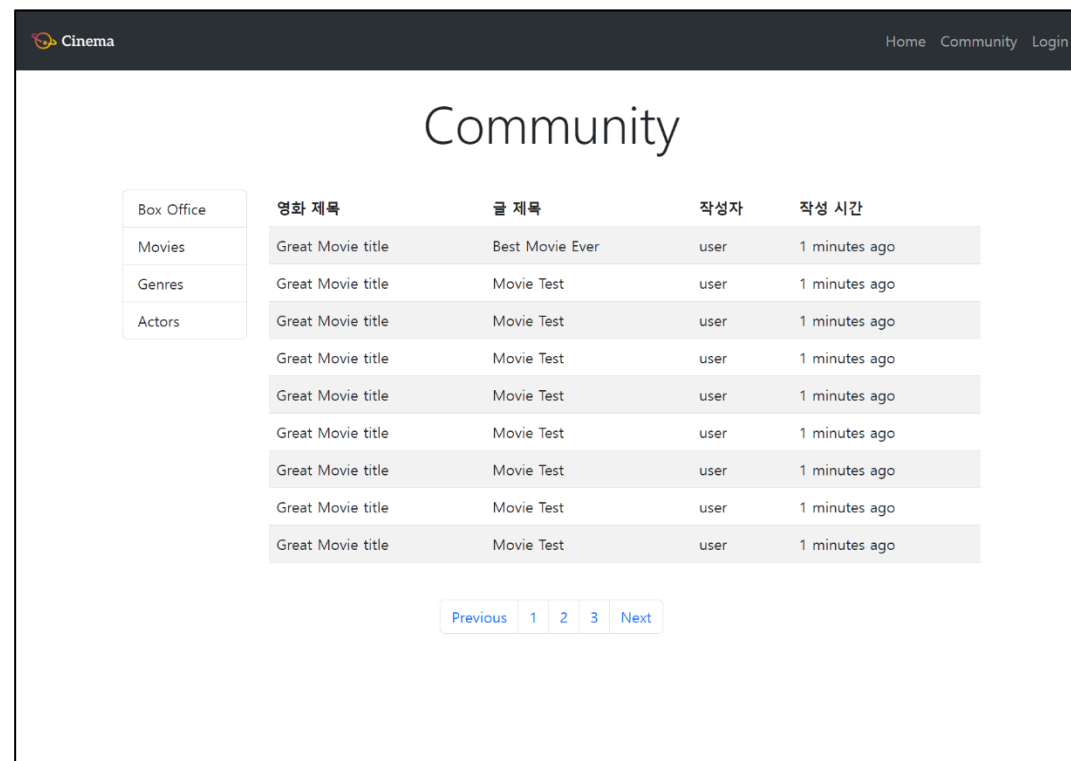 Cinema Home Community Login
Community
Box Office
Movies
Genres
Actors
영화 제목 글 제목 작성자 작성 시간
Great Movie title Best Movie Ever user 1 minutes ago
Great Movie title Movie Test user 1 minutes ago
Great Movie title Movie Test user 1 minutes ago
Great Movie title Movie Test user 1 minutes ago
Great Movie title Movie Test user 1 minutes ago
Great Movie title Movie Test user 1 minutes ago
Great Movie title Movie Test user 1 minutes ago
Great Movie title Movie Test user 1 minutes ago
Great Movie title Movie Test user 1 minutes ago
Previous 1 2 3 Next